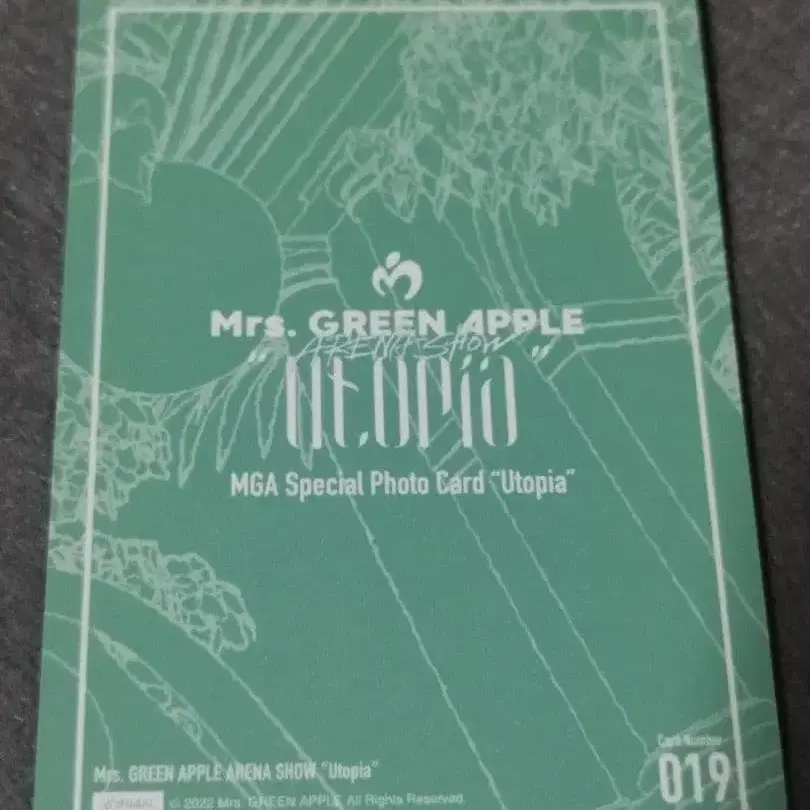 Mrs. GREEN APPLE
ARENA SHOW
"Utopia"
MGA Special Photo Card "Utopia"
Card Number
019
Mrs. GREEN APPLE ARENA SHOW "Utopia"
© 2022 Mrs. GREEN APPLE All Rights Reserved.